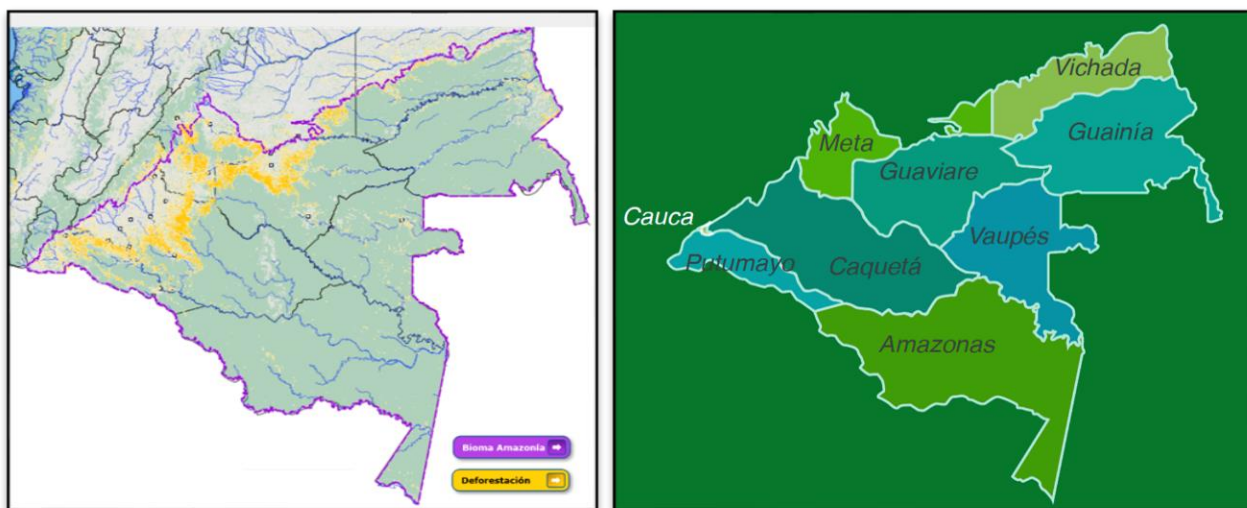 Bioma Amazonía
Deforestación
Vichada
Guainía
Meta
Guaviare
Cauca
Vaupés
Putumayo
Caquetá
Amazonas